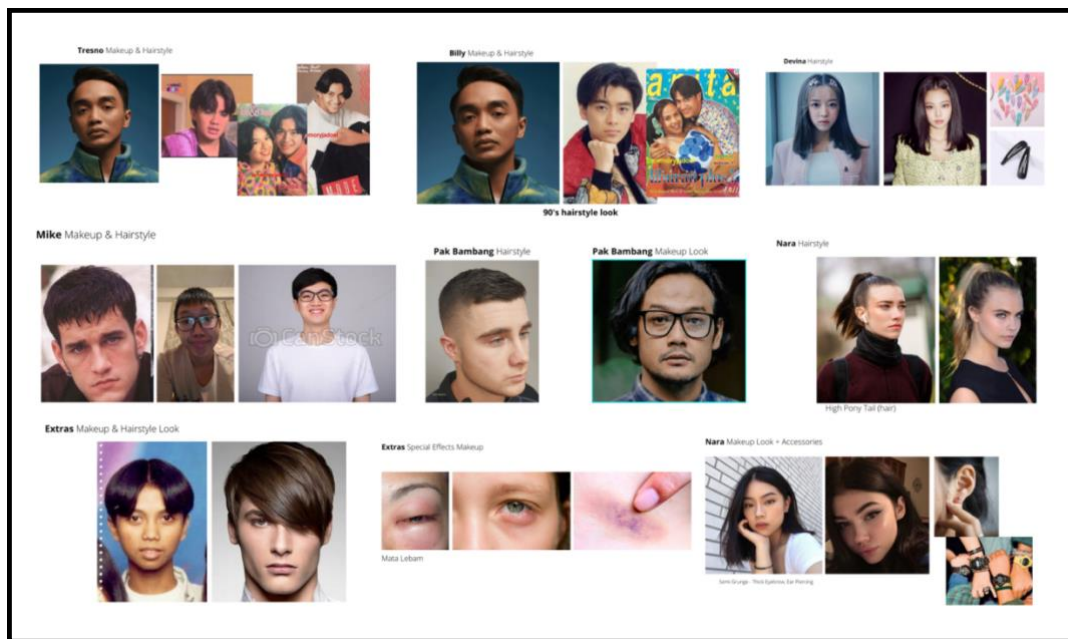 Tresno Makeup & Hairstyle
Billy Makeup & Hairstyle
Devina Hairstyle
90's hairstyle look
Mike Makeup & Hairstyle
Pak Bambang Hairstyle
Pak Bambang Makeup Look
Nara Hairstyle
CanStock
High Pony Tail (hair)
Extras Makeup & Hairstyle Look
Extras Special Effects Makeup
Nara Makeup Look + Accessories
Mata Lebam
Semi Grunge - Thick Eyebrow, Ear Piercing